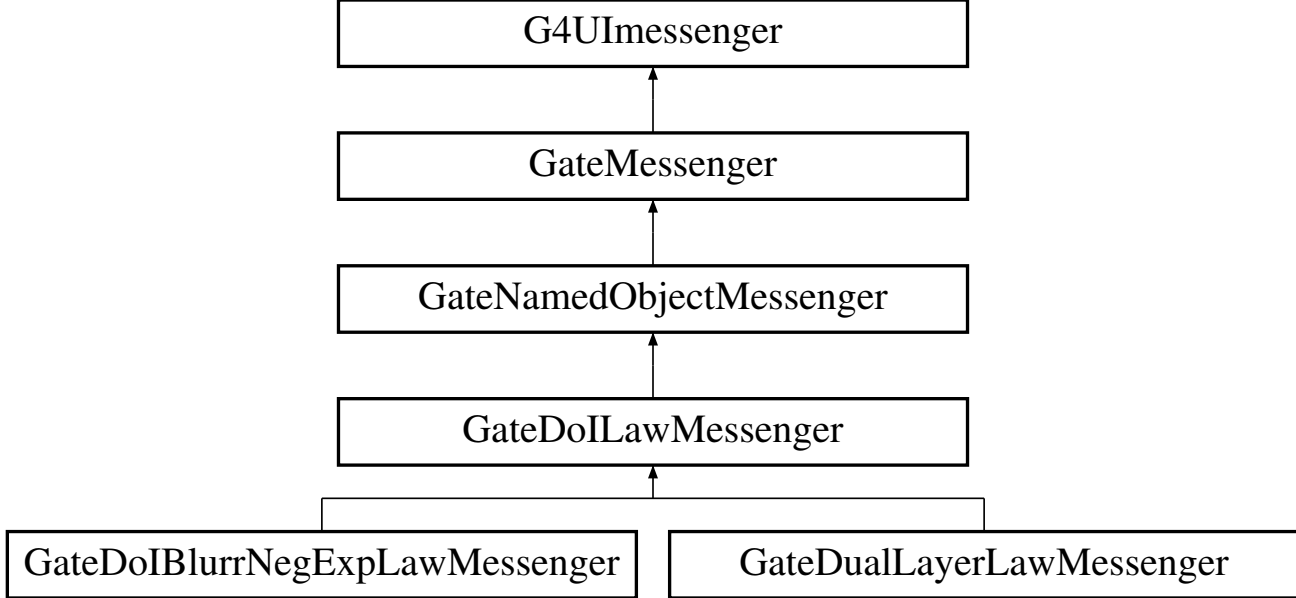 G4UImessenger
GateMessenger
GateNamedObjectMessenger
GateDoILawMessenger
GateDoIBlurrNegExpLawMessenger
GateDualLayerLawMessenger